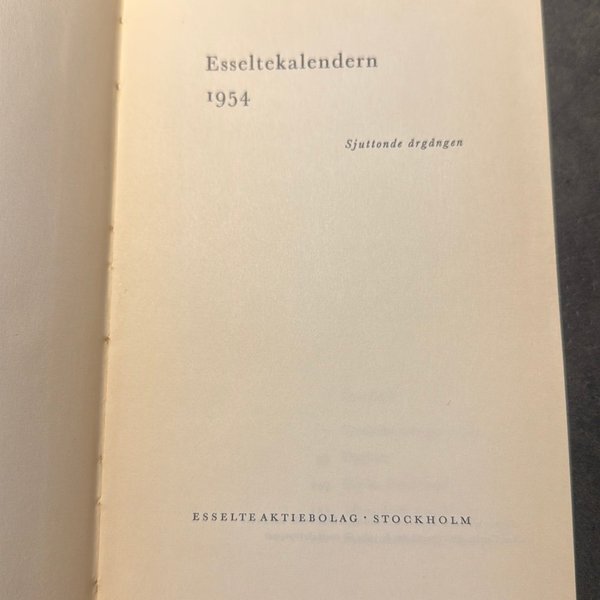 Esseltekalendern
1954
Sjuttonde årgången
ESSELTE AKTIEBOLAG · STOCKHOLM